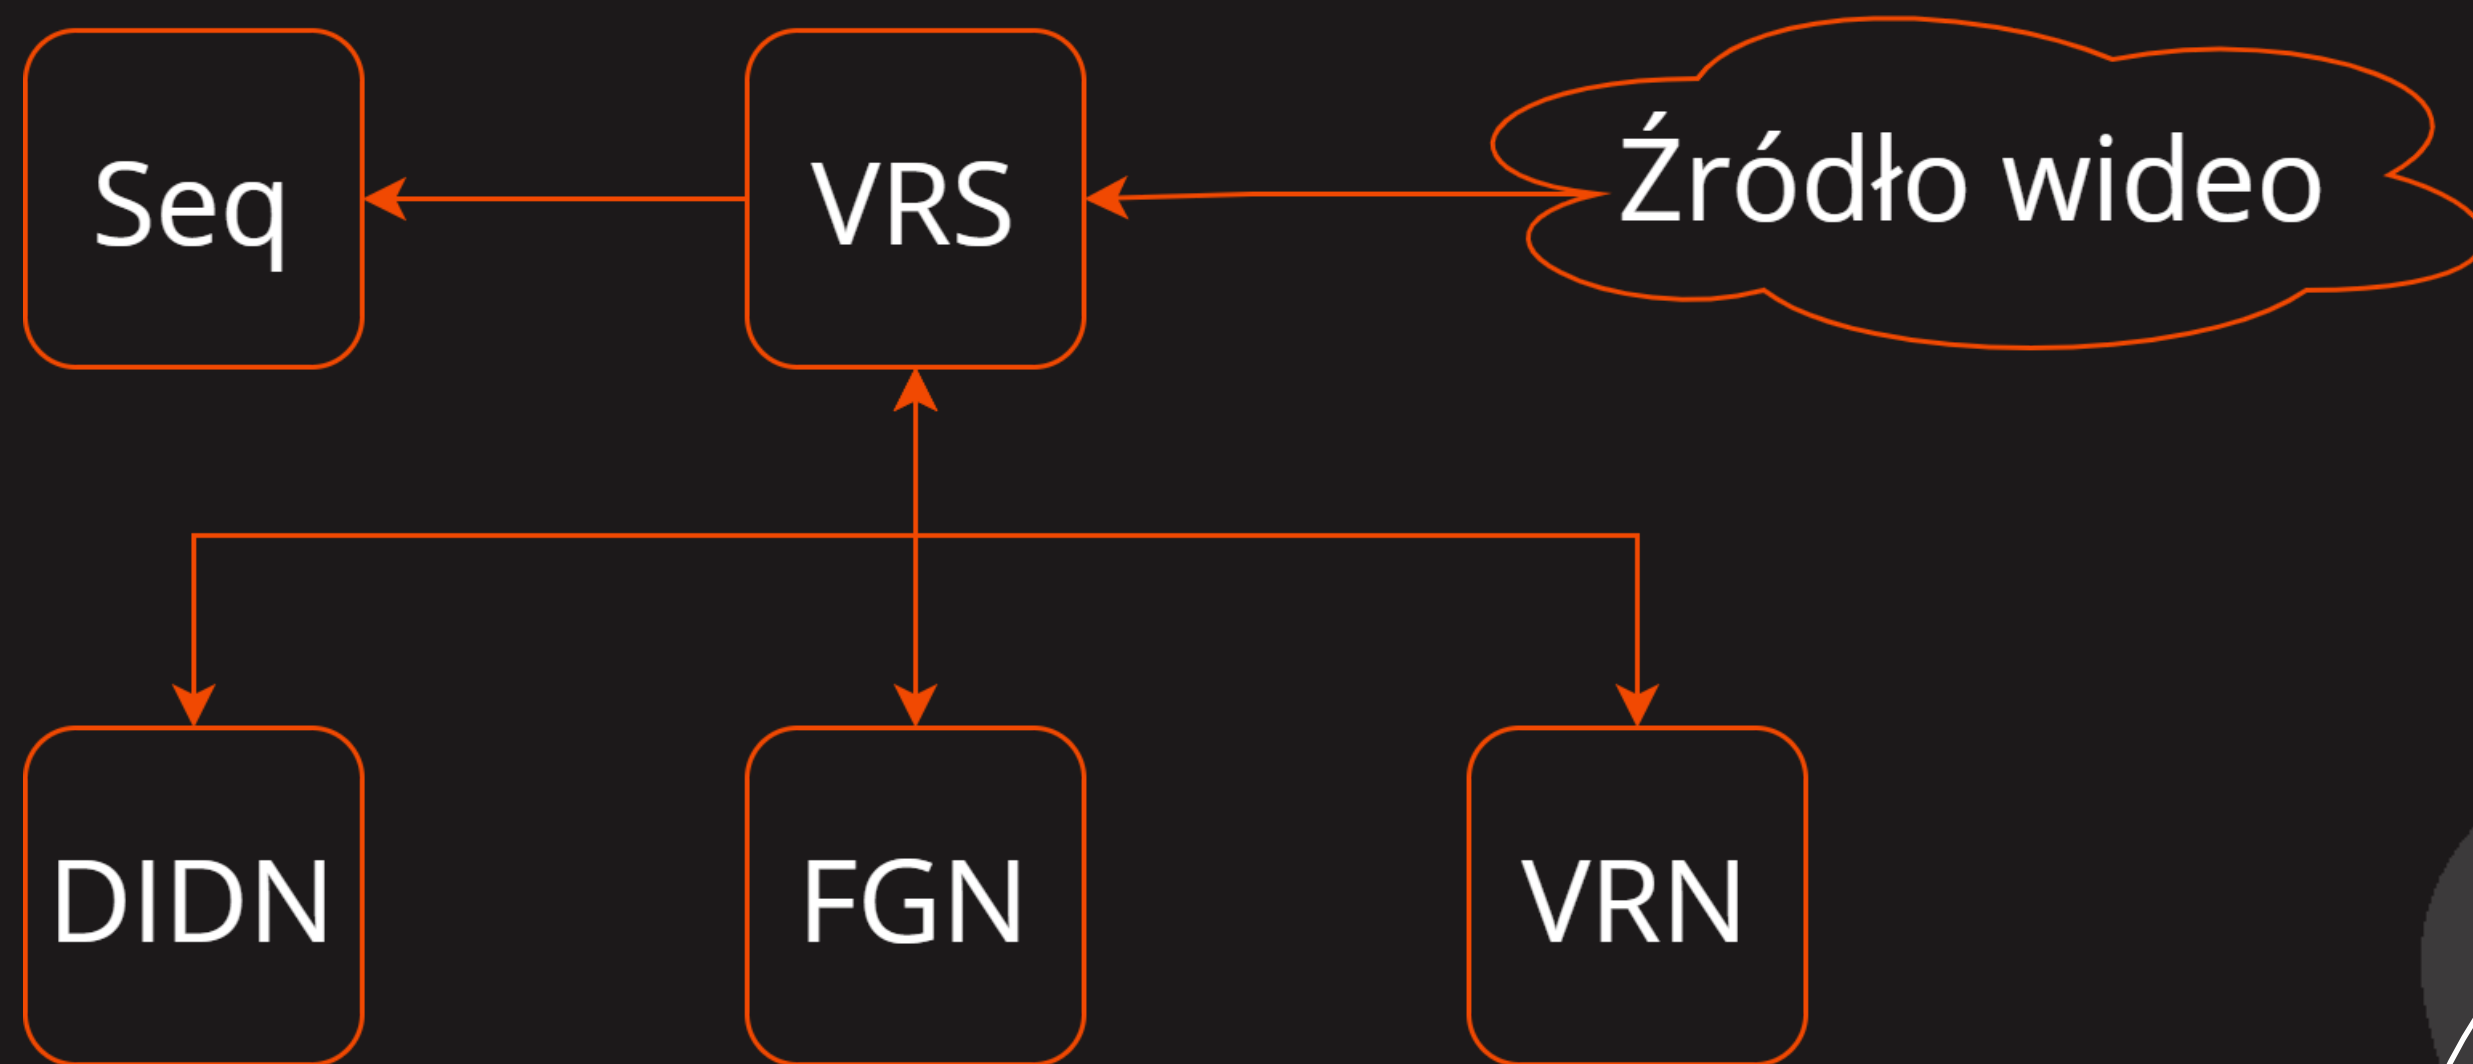 Seq
VRS
Źródło wideo
DIDN
FGN
VRN